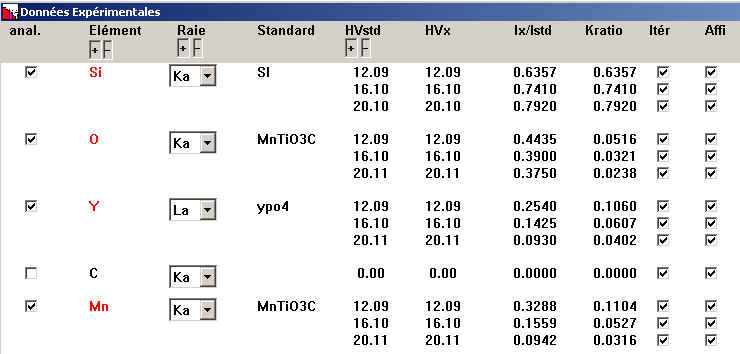 Données Expérimentales
anal. Elément Raie Standard HVstd HVx Ix/Istd Kratio Itér Affi
+ - + - + -
Si Ka SI 12.09 12.09 0.6357 0.6357
16.10 16.10 0.7410 0.7410
20.10 20.10 0.7920 0.7920
O Ka MnTiO3C 12.09 12.09 0.4435 0.0516
16.10 16.10 0.3900 0.0321
20.11 20.11 0.3750 0.0238
Y La ypo4 12.09 12.09 0.2540 0.1060
16.10 16.10 0.1425 0.0607
20.11 20.11 0.0930 0.0402
C Ka 0.00 0.00 0.0000 0.0000
Mn Ka MnTiO3C 12.09 12.09 0.3288 0.1104
16.10 16.10 0.1559 0.0527
20.11 20.11 0.0942 0.0316